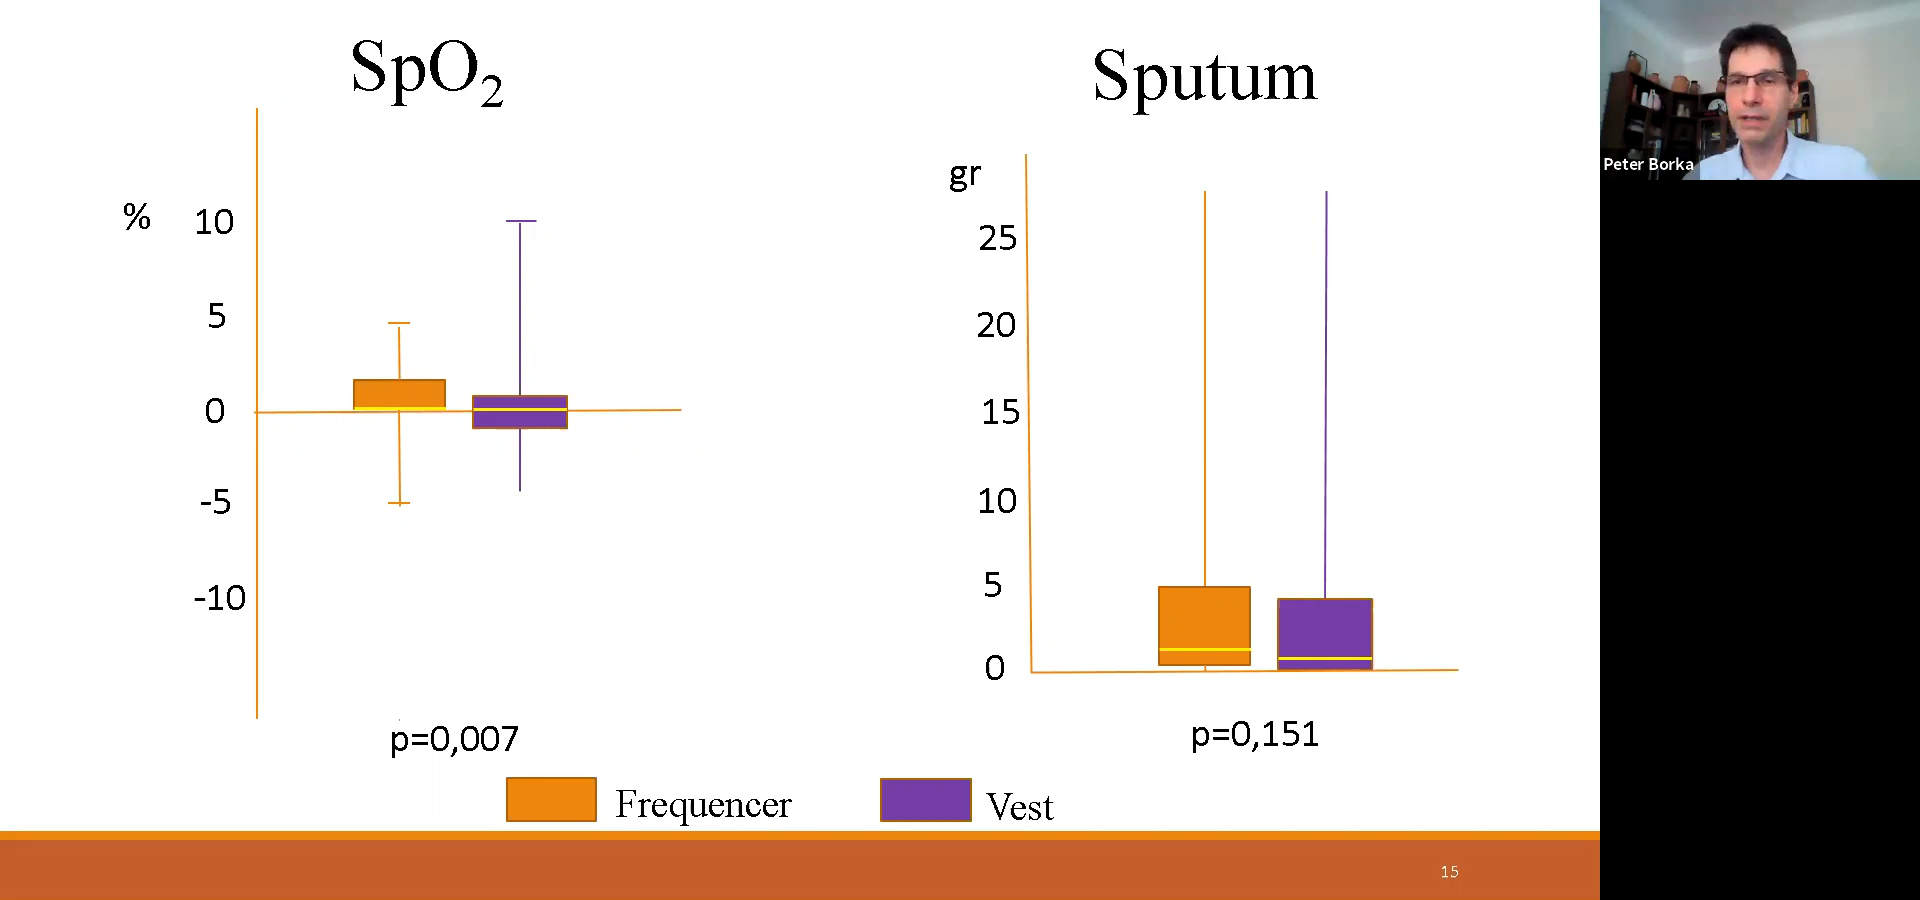 SpO₂
%
10
5
0
-5
-10
p=0,007
Sputum
gr
25
20
15
10
5
0
p=0,151
Frequencer
Vest
15
Peter Borka